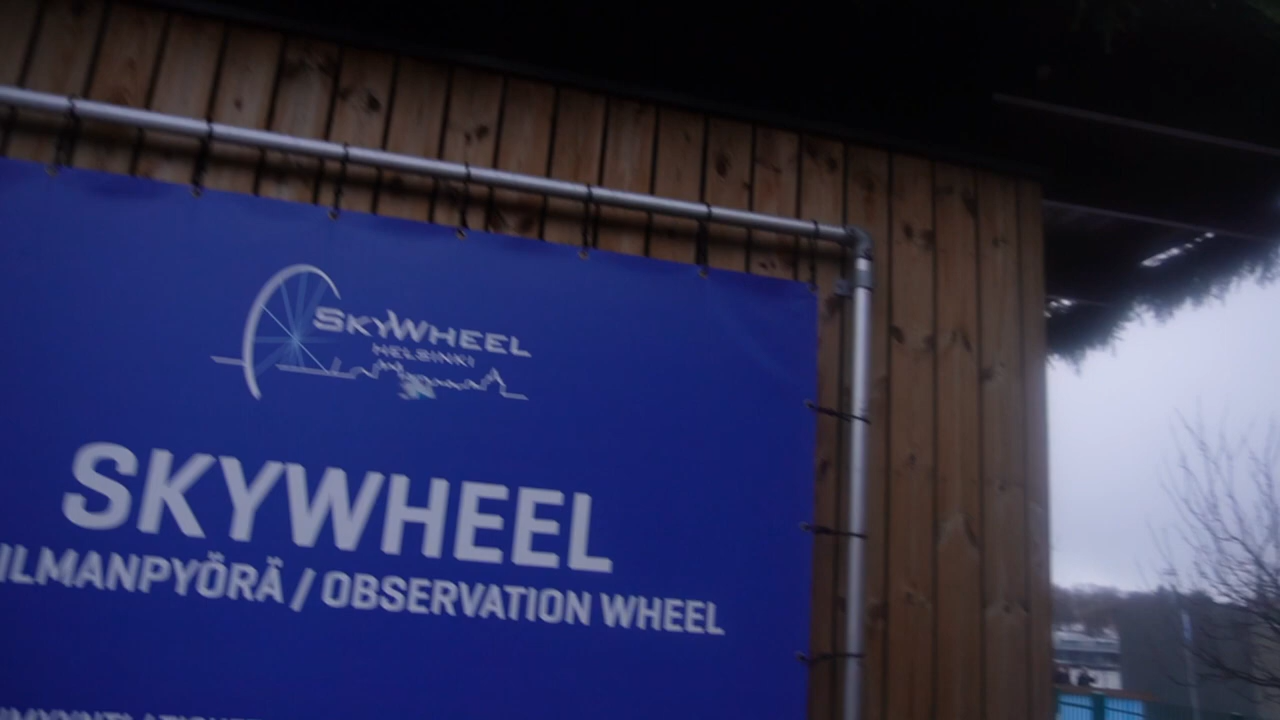 SKYWHEEL
HELSINKI
SKYWHEEL
ILMANPYÖRÄ / OBSERVATION WHEEL